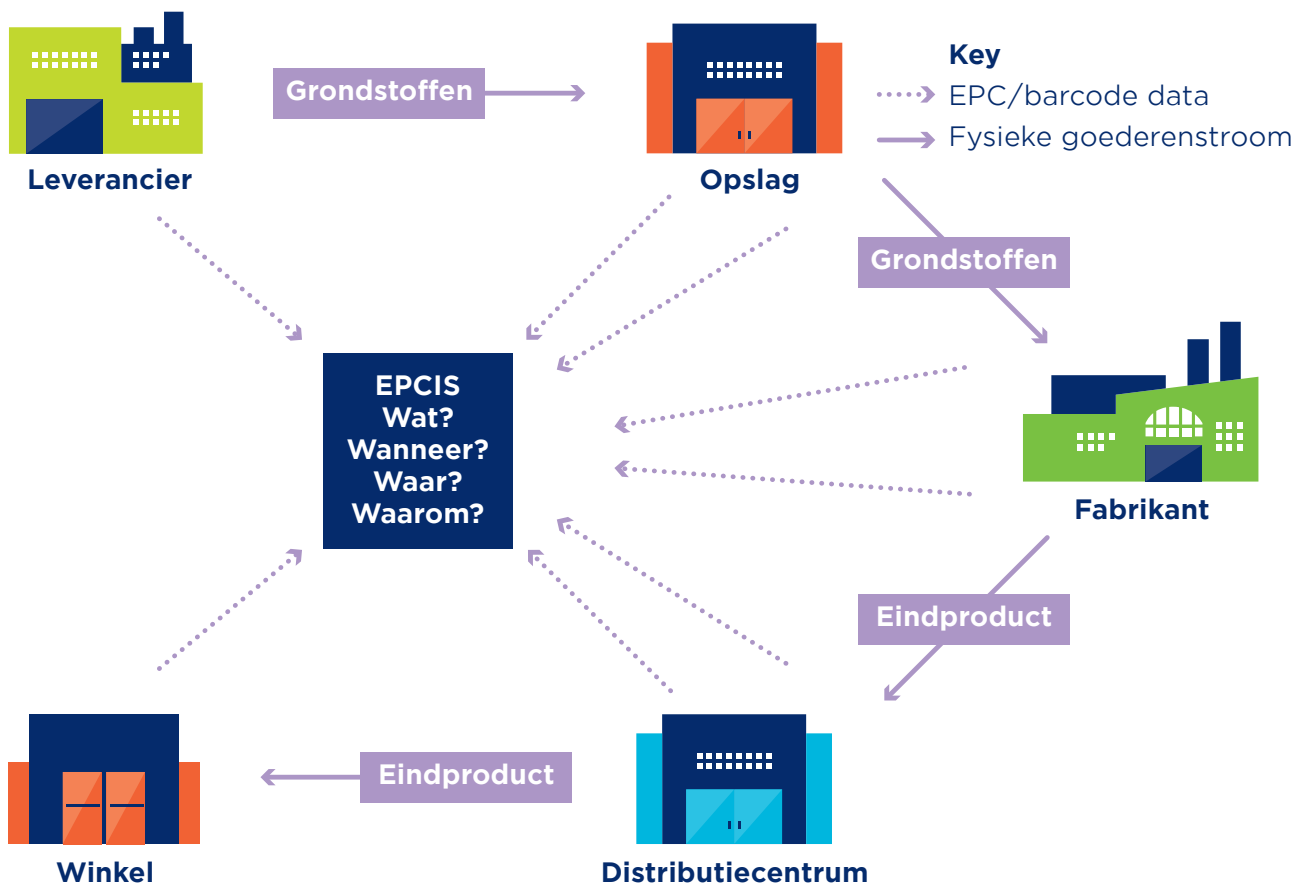 Grondstoffen
Leverancier
Opslag
Key
EPC/barcode data
Fysieke goederenstroom
Grondstoffen
EPCIS
Wat?
Wanneer?
Waar?
Waarom?
Fabrikant
Eindproduct
Eindproduct
Winkel
Distributiecentrum